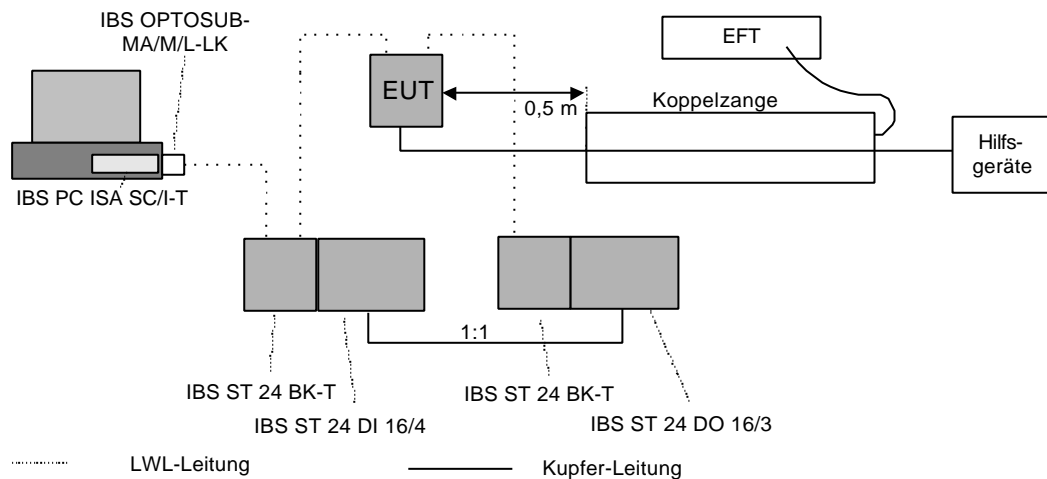 IBS OPTOSUB-
MA/M/L-LK
EFT
EUT
0,5 m
Koppelzange
Hilfs-
geräte
IBS PC ISA SC/I-T
1:1
IBS ST 24 BK-T
IBS ST 24 BK-T
IBS ST 24 DI 16/4
IBS ST 24 DO 16/3
LWL-Leitung
Kupfer-Leitung